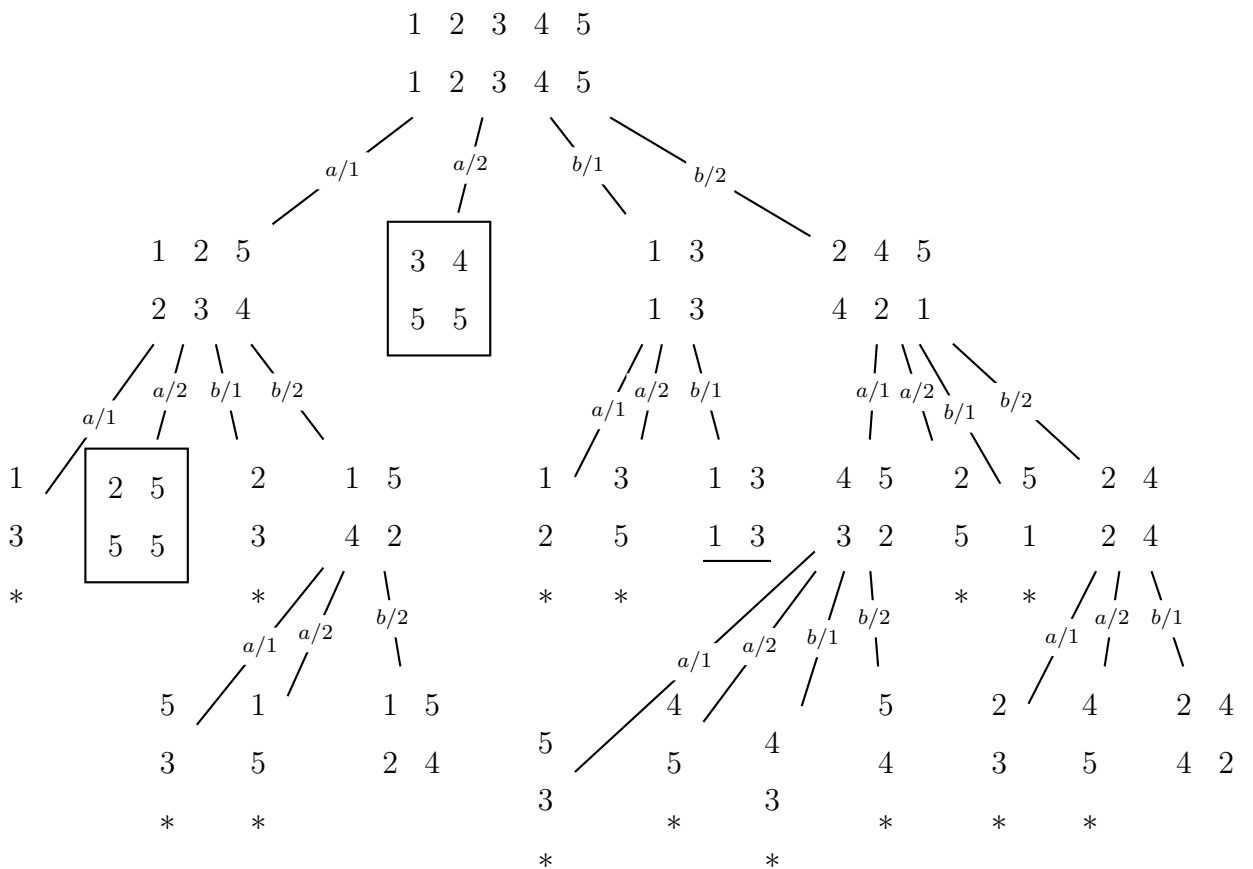 1 2 3 4 5
1 2 3 4 5
a/1 a/2 b/1 b/2
1 2 5 3 4 1 3 2 4 5
2 3 4 5 5 1 3 4 2 1
a/1 a/2 b/1 b/2 a/1 a/2 b/1 a/1 a/2 b/1 b/2
1 2 5 2 1 5 1 3 1 3 4 5 2 5 2 4
3 5 5 3 4 2 2 5 1 3 3 2 5 1 2 4
* * * * * *
a/1 a/2 b/2 a/1 a/2 b/1 b/2 a/1 a/2 b/1
5 1 1 5 5 4 4 5 2 4 2 4
3 5 2 4 3 5 3 4 3 5 4 2
* * * * * * * *